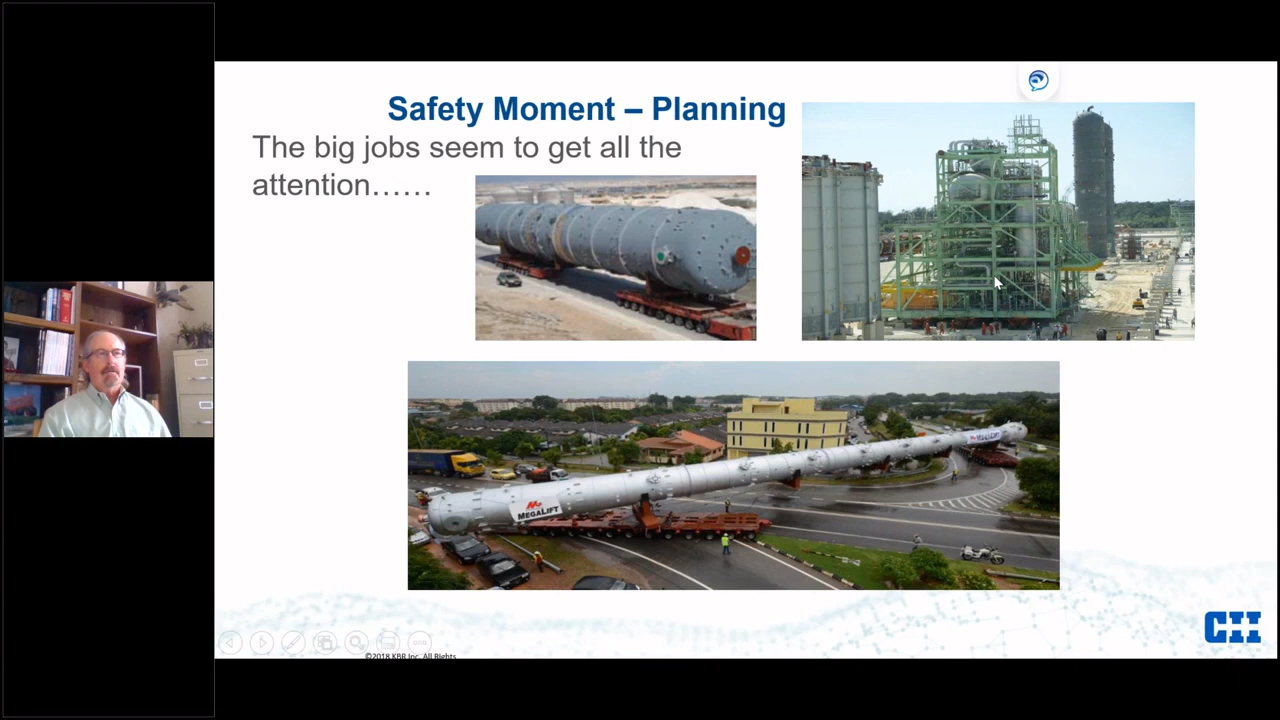 Safety Moment – Planning
The big jobs seem to get all the
attention……
MEGALIFT
©2018 KBR Inc. All Rights
CII